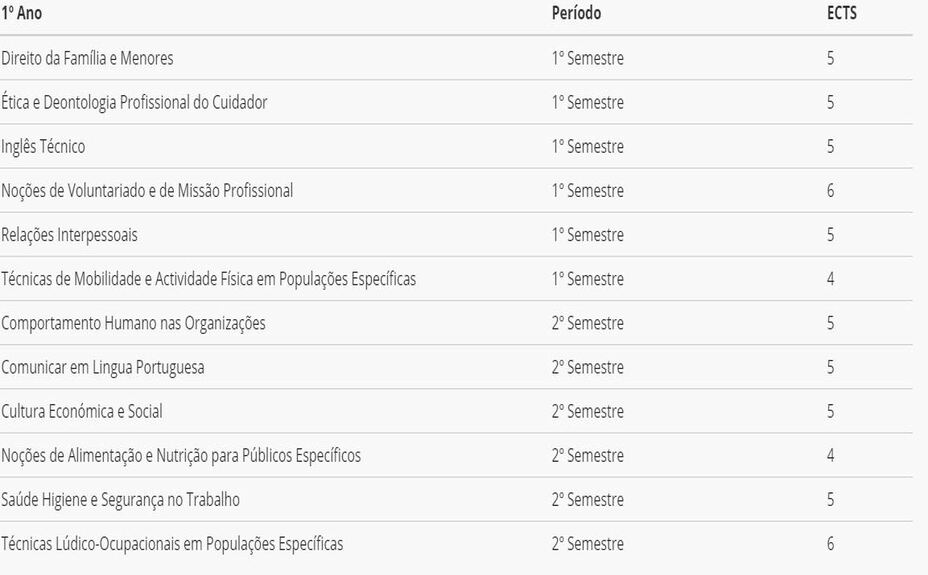 1º Ano Período ECTS
Direito da Família e Menores 1º Semestre 5
Ética e Deontologia Profissional do Cuidador 1º Semestre 5
Inglês Técnico 1º Semestre 5
Noções de Voluntariado e de Missão Profissional 1º Semestre 6
Relações Interpessoais 1º Semestre 5
Técnicas de Mobilidade e Actividade Física em Populações Específicas 1º Semestre 4
Comportamento Humano nas Organizações 2º Semestre 5
Comunicar em Lingua Portuguesa 2º Semestre 5
Cultura Económica e Social 2º Semestre 5
Noções de Alimentação e Nutrição para Públicos Específicos 2º Semestre 4
Saúde Higiene e Segurança no Trabalho 2º Semestre 5
Técnicas Lúdico-Ocupacionais em Populações Específicas 2º Semestre 6